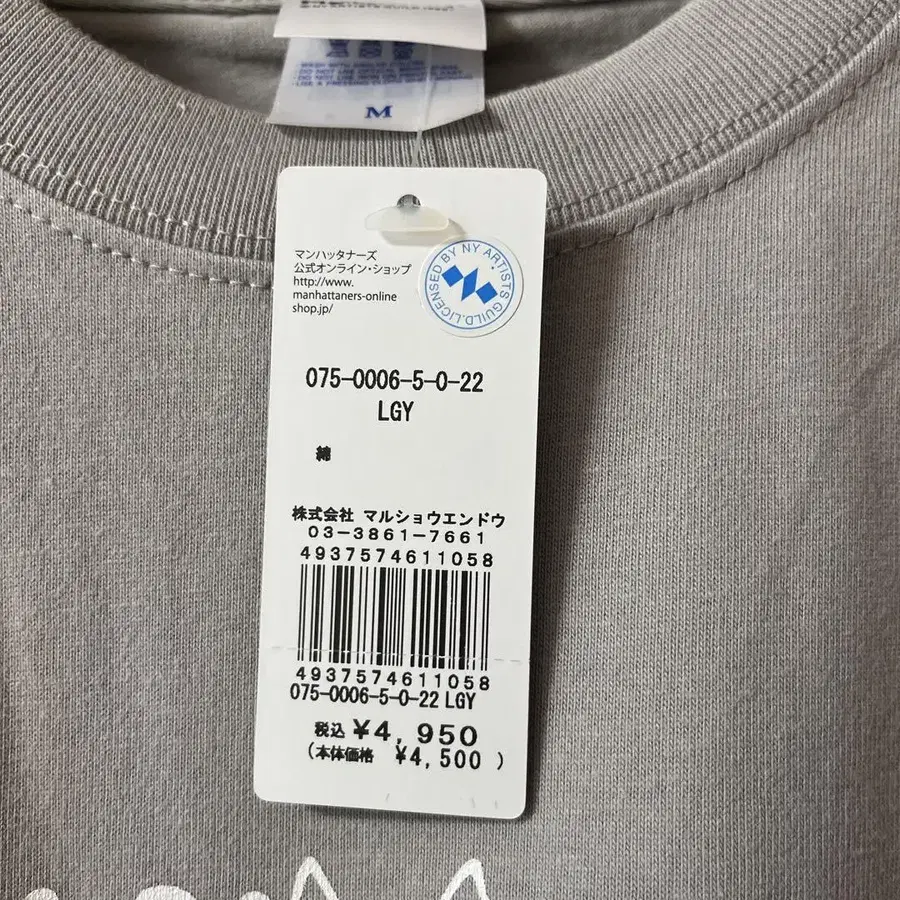 M
マンハッタナーズ
公式オンライン・ショップ
http://www.
manhattaners-online
shop.jp/
LICENSED BY NY ARTISTS GUILD.
075-0006-5-0-22
LGY
綿
株式会社 マルショウエンドウ
03-3861-7661
4937574611058
4937574611058
075-0006-5-0-22 LGY
税込 ¥4,950
(本体価格 ¥4,500 )